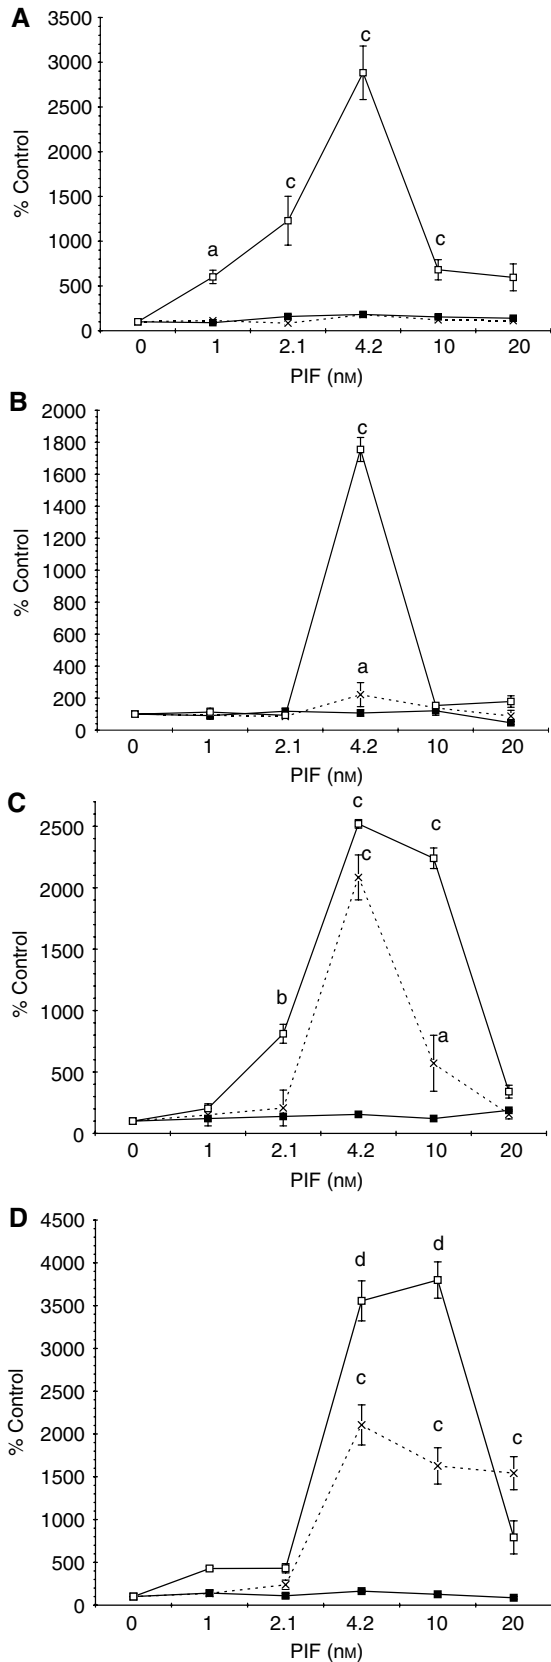 A
3500
3000
2500
2000
1500
1000
500
0
% Control
c
c
a
c
0 1 2.1 4.2 10 20
PIF (nM)
B
2000
1800
1600
1400
1200
1000
800
600
400
200
0
% Control
c
a
0 1 2.1 4.2 10 20
PIF (nM)
C
2500
2000
1500
1000
500
0
% Control
c
c
c
b
a
0 1 2.1 4.2 10 20
PIF (nM)
D
4500
4000
3500
3000
2500
2000
1500
1000
500
0
% Control
d
d
c
c
c
0 1 2.1 4.2 10 20
PIF (nM)